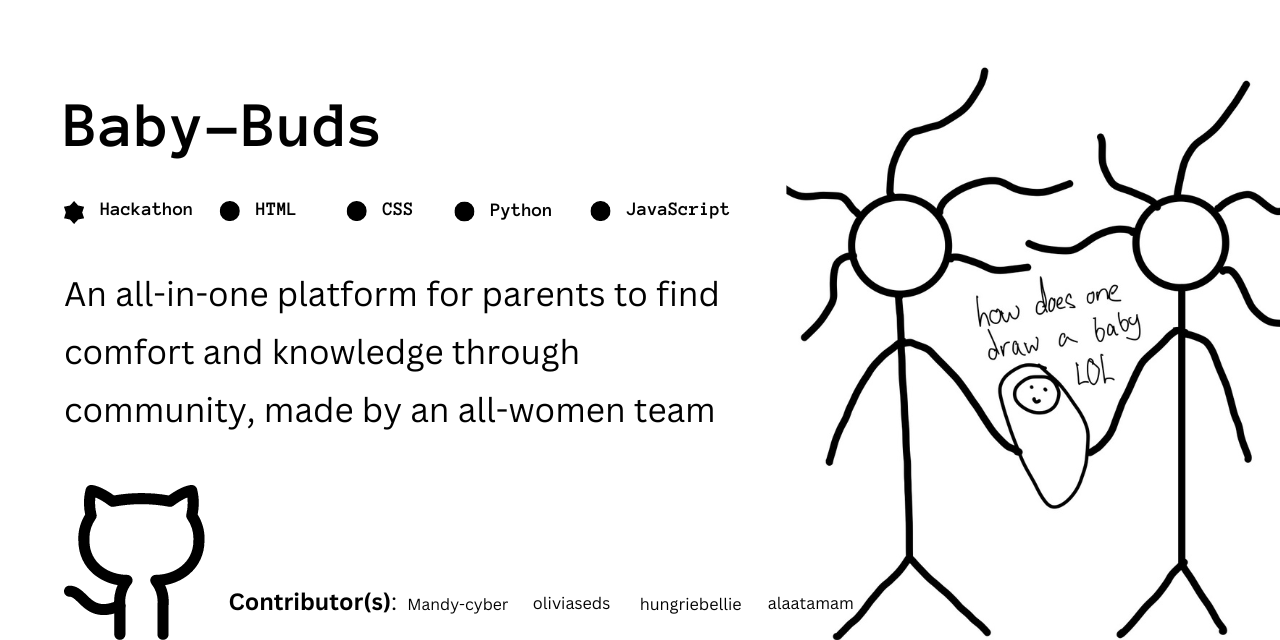 Baby-Buds
Hackathon HTML CSS Python JavaScript
An all-in-one platform for parents to find
comfort and knowledge through
community, made by an all-women team
how does one
draw a baby
LOL
Contributor(s): Mandy-cyber oliviaseds hungriebellie alaatamam